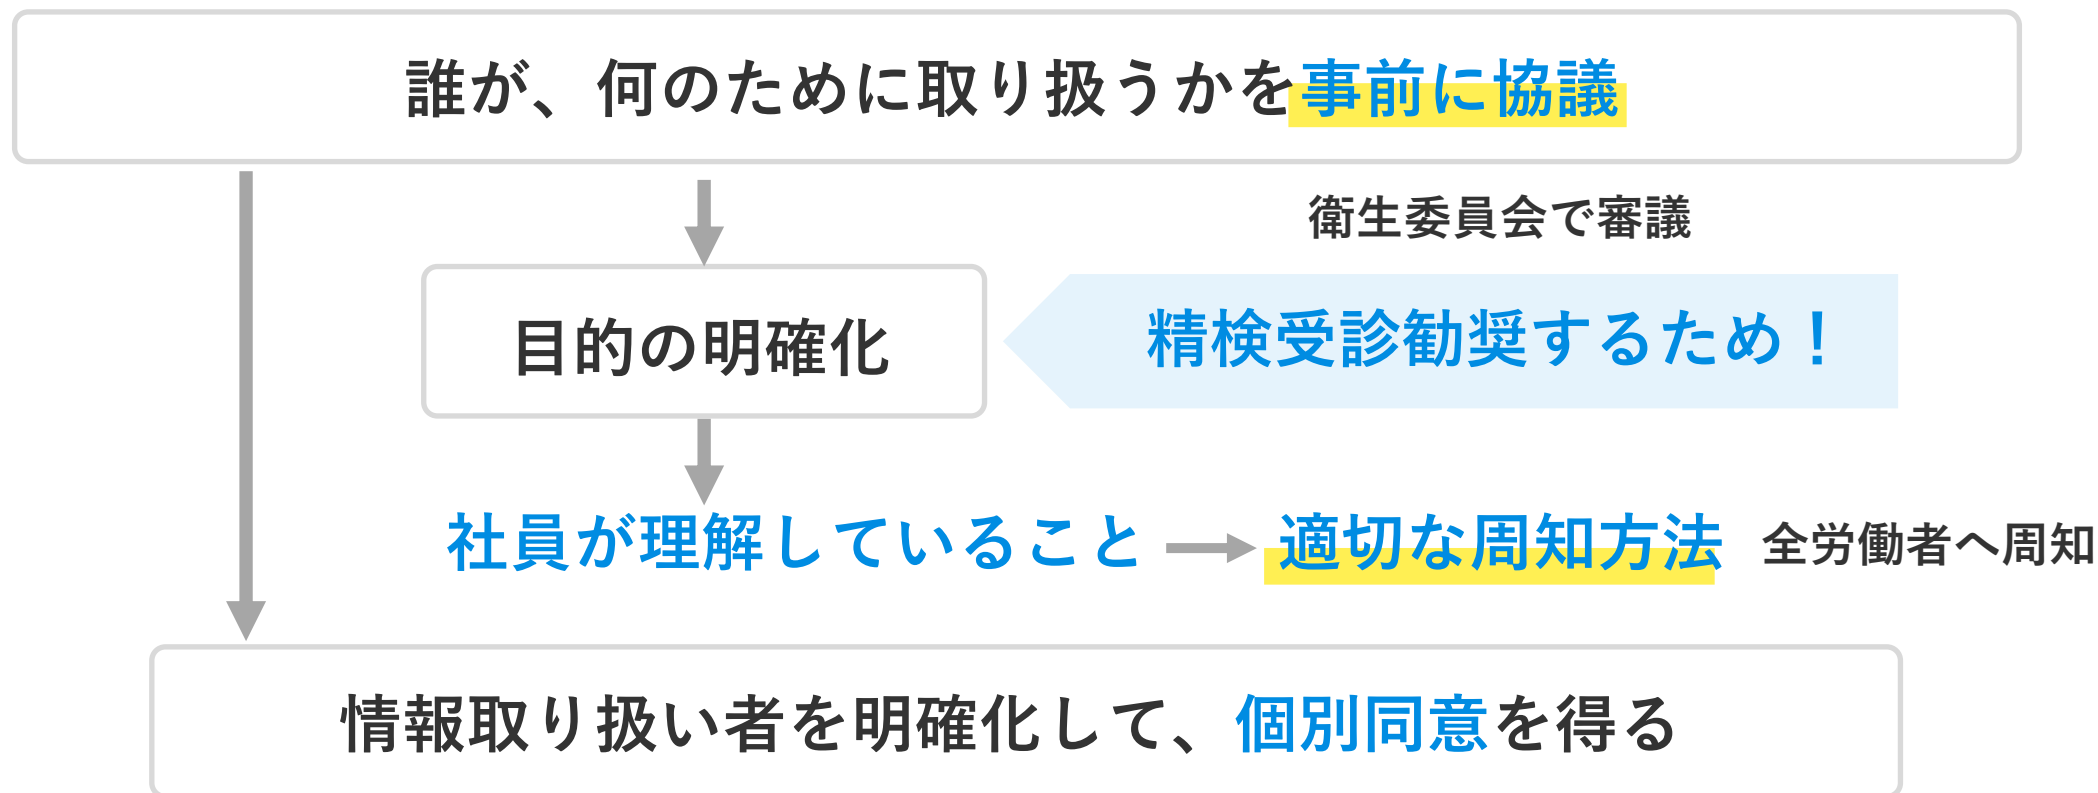 誰が、何のために取り扱うかを事前に協議
衛生委員会で審議
目的の明確化
精検受診勧奨するため！
社員が理解していること
適切な周知方法
全労働者へ周知
情報取り扱い者を明確化して、個別同意を得る